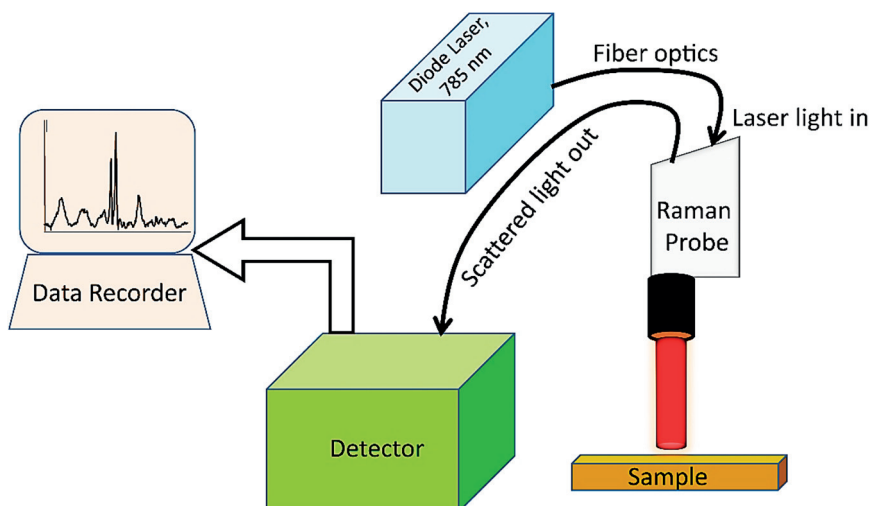 Diode Laser,
785 nm
Fiber optics
Laser light in
Scattered light out
Raman
Probe
Data Recorder
Detector
Sample